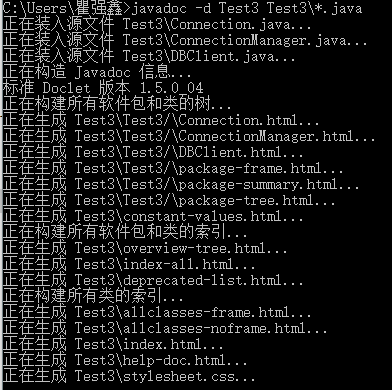 C:\Users\瞿强鑫>javadoc -d Test3 Test3\*.java
正在装入源文件 Test3\Connection.java...
正在装入源文件 Test3\ConnectionManager.java...
正在装入源文件 Test3\DBClient.java...
正在构造 Javadoc 信息...
标准 Doclet 版本 1.5.0_04
正在构建所有软件包和类的树...
正在生成 Test3\Test3/\Connection.html...
正在生成 Test3\Test3/\ConnectionManager.html...
正在生成 Test3\Test3/\DBClient.html...
正在生成 Test3\Test3/\package-frame.html...
正在生成 Test3\Test3/\package-summary.html...
正在生成 Test3\Test3/\package-tree.html...
正在生成 Test3\constant-values.html...
正在构建所有软件包和类的索引...
正在生成 Test3\overview-tree.html...
正在生成 Test3\index-all.html...
正在生成 Test3\deprecated-list.html...
正在构建所有类的索引...
正在生成 Test3\allclasses-frame.html...
正在生成 Test3\allclasses-noframe.html...
正在生成 Test3\index.html...
正在生成 Test3\help-doc.html...
正在生成 Test3\stylesheet.css...